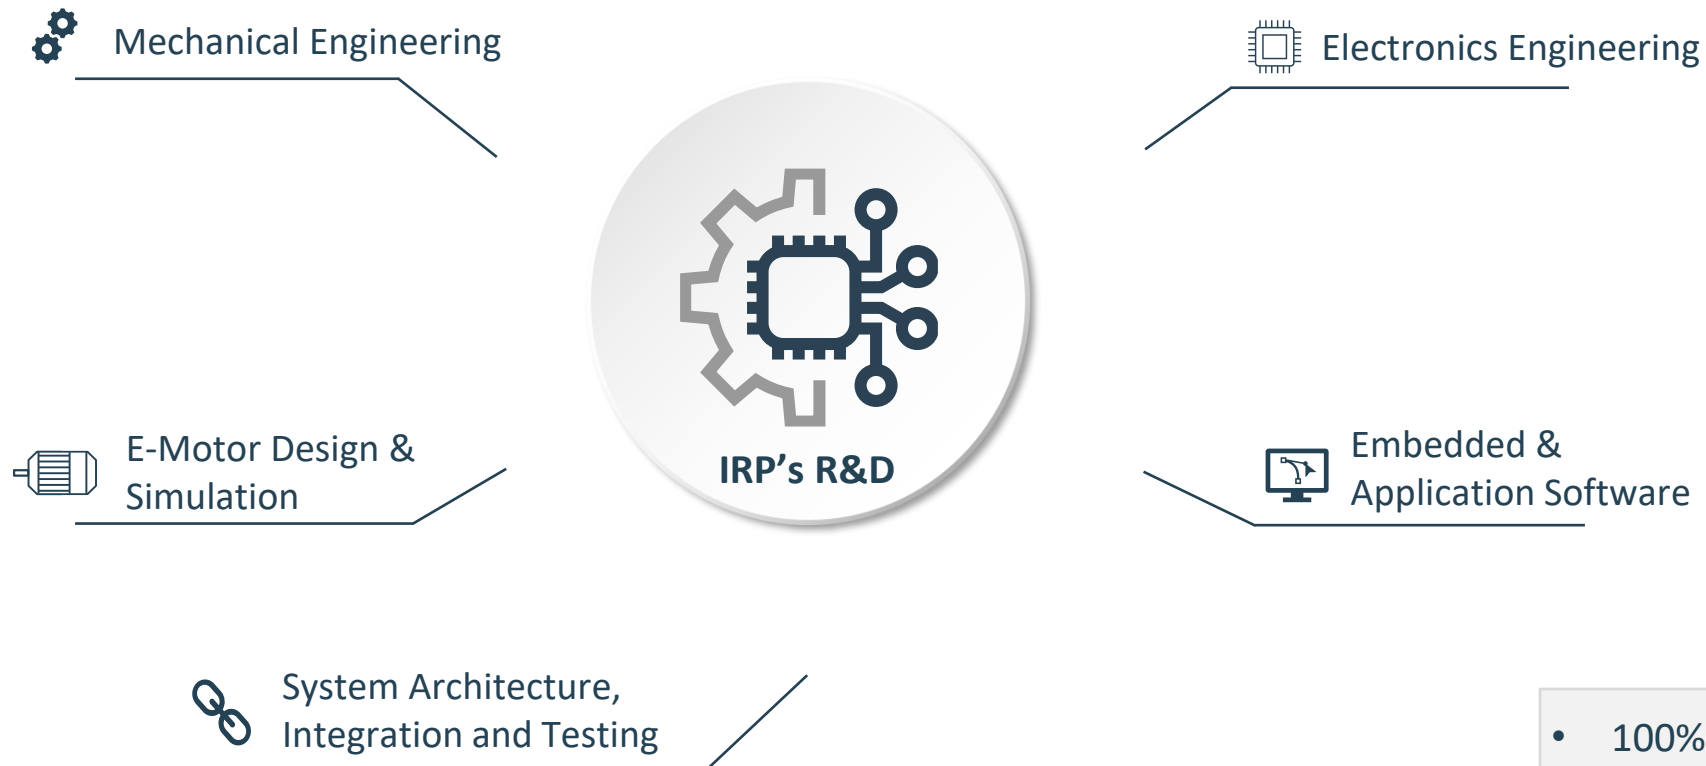 Mechanical Engineering
Electronics Engineering
E-Motor Design &
Simulation
IRP’s R&D
Embedded &
Application Software
System Architecture,
Integration and Testing
• 100%